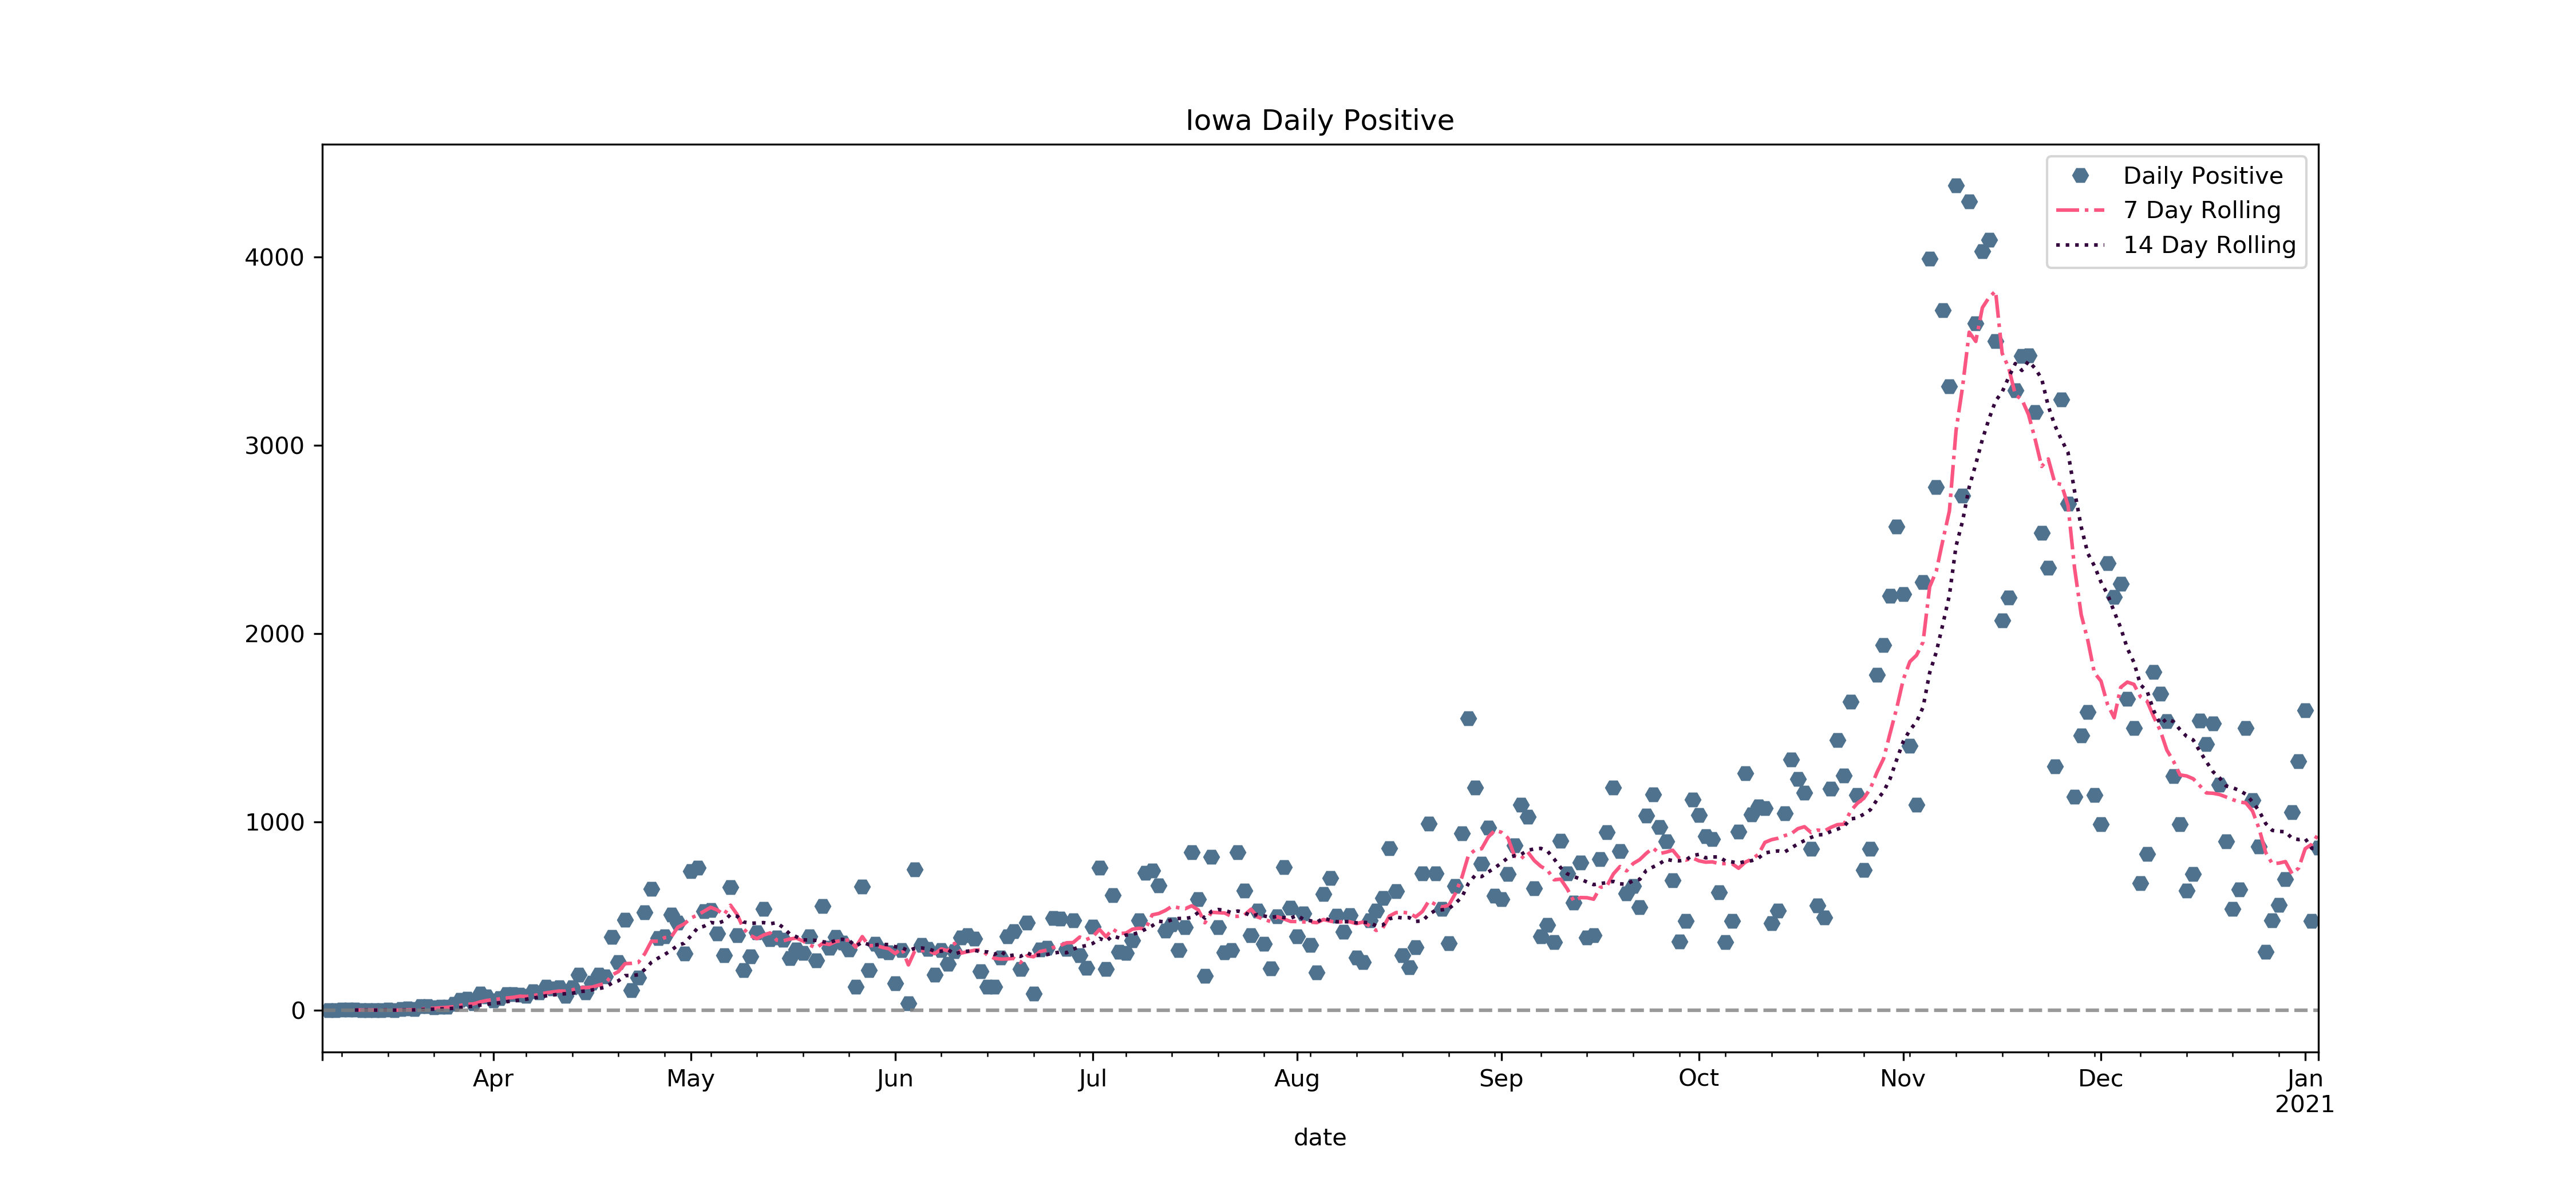 Iowa Daily Positive
Daily Positive
7 Day Rolling
14 Day Rolling
4000
3000
2000
1000
0
Apr May Jun Jul Aug Sep Oct Nov Dec Jan
2021
date